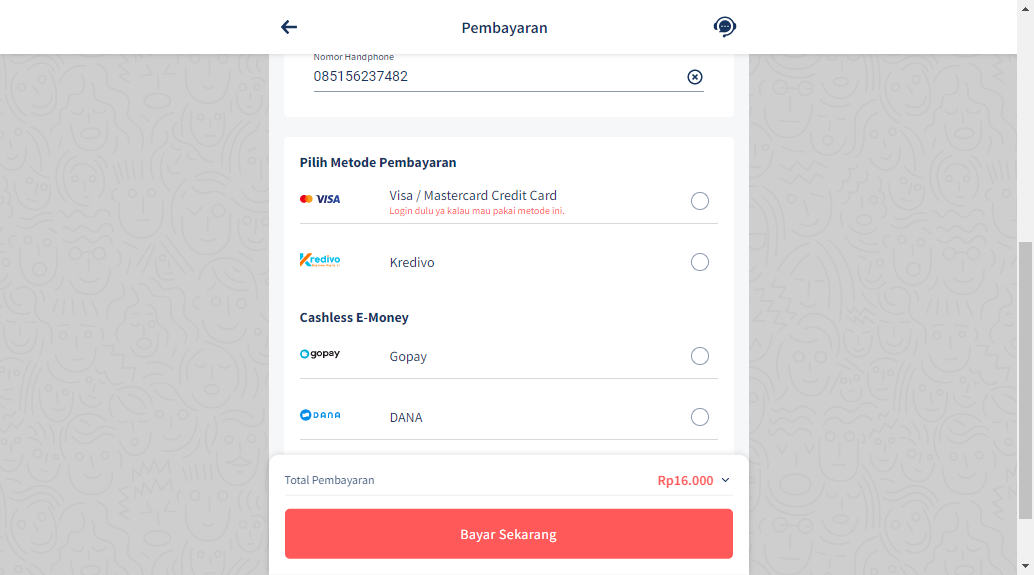 Pembayaran
Nomor Handphone
085156237482
Pilih Metode Pembayaran
VISA
Visa / Mastercard Credit Card
Login dulu ya kalau mau pakai metode ini.
Kredivo
Kredivo
Cashless E-Money
gopay
Gopay
DANA
DANA
Total Pembayaran
Rp16.000
Bayar Sekarang